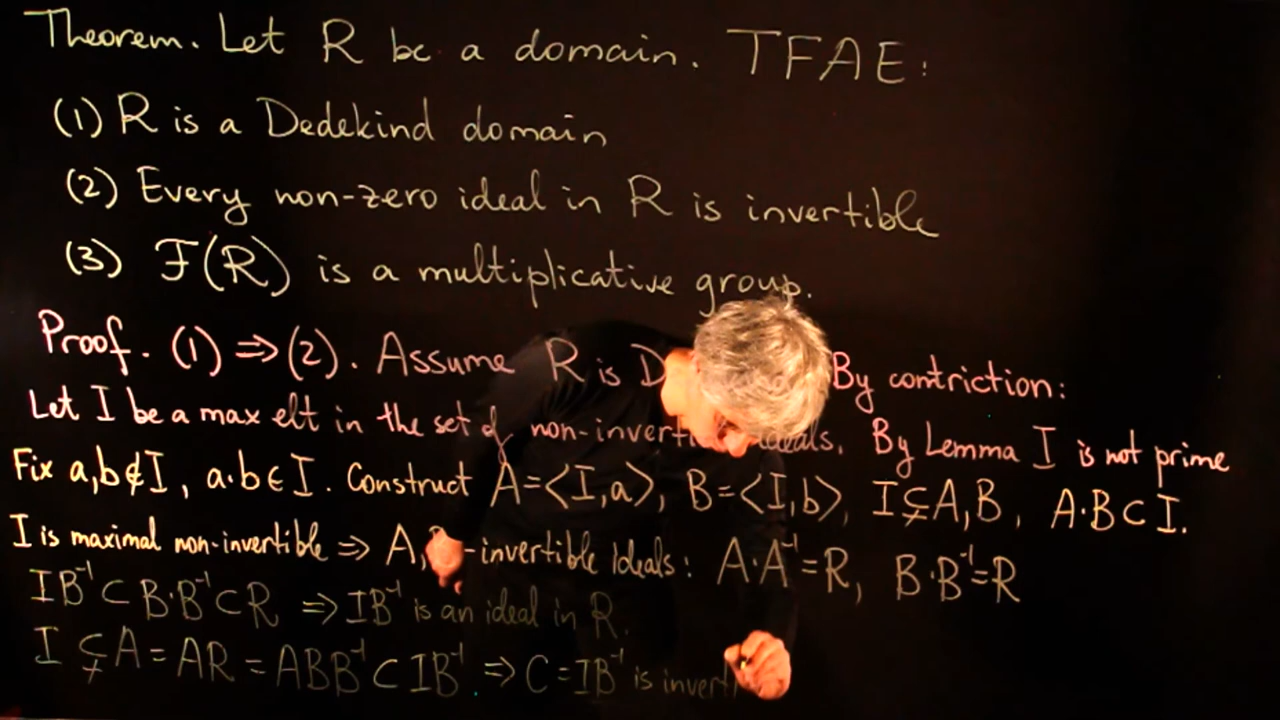 Theorem. Let R be a domain. TFAE:
(1) R is a Dedekind domain
(2) Every non-zero ideal in R is invertible
(3) ℱ(R) is a multiplicative group.
Proof. (1) ⇒ (2). Assume R is By contriction:
Let I be a max elt in the set of non-invertible ideals. By Lemma I is not prime
Fix a,b∉I, a·b∈I. Construct A=<I,a>, B=<I,b>, I⊊A,B, A·B⊂I.
I is maximal non-invertible ⇒ A, -invertible Ideals: A·A⁻¹=R, B·B⁻¹=R
IB⁻¹⊂B·B⁻¹⊂R ⇒ IB⁻¹ is an ideal in R.
I ⊊ A = AR = ABB⁻¹ ⊂ IB⁻¹ ⇒ C=IB⁻¹ is invert